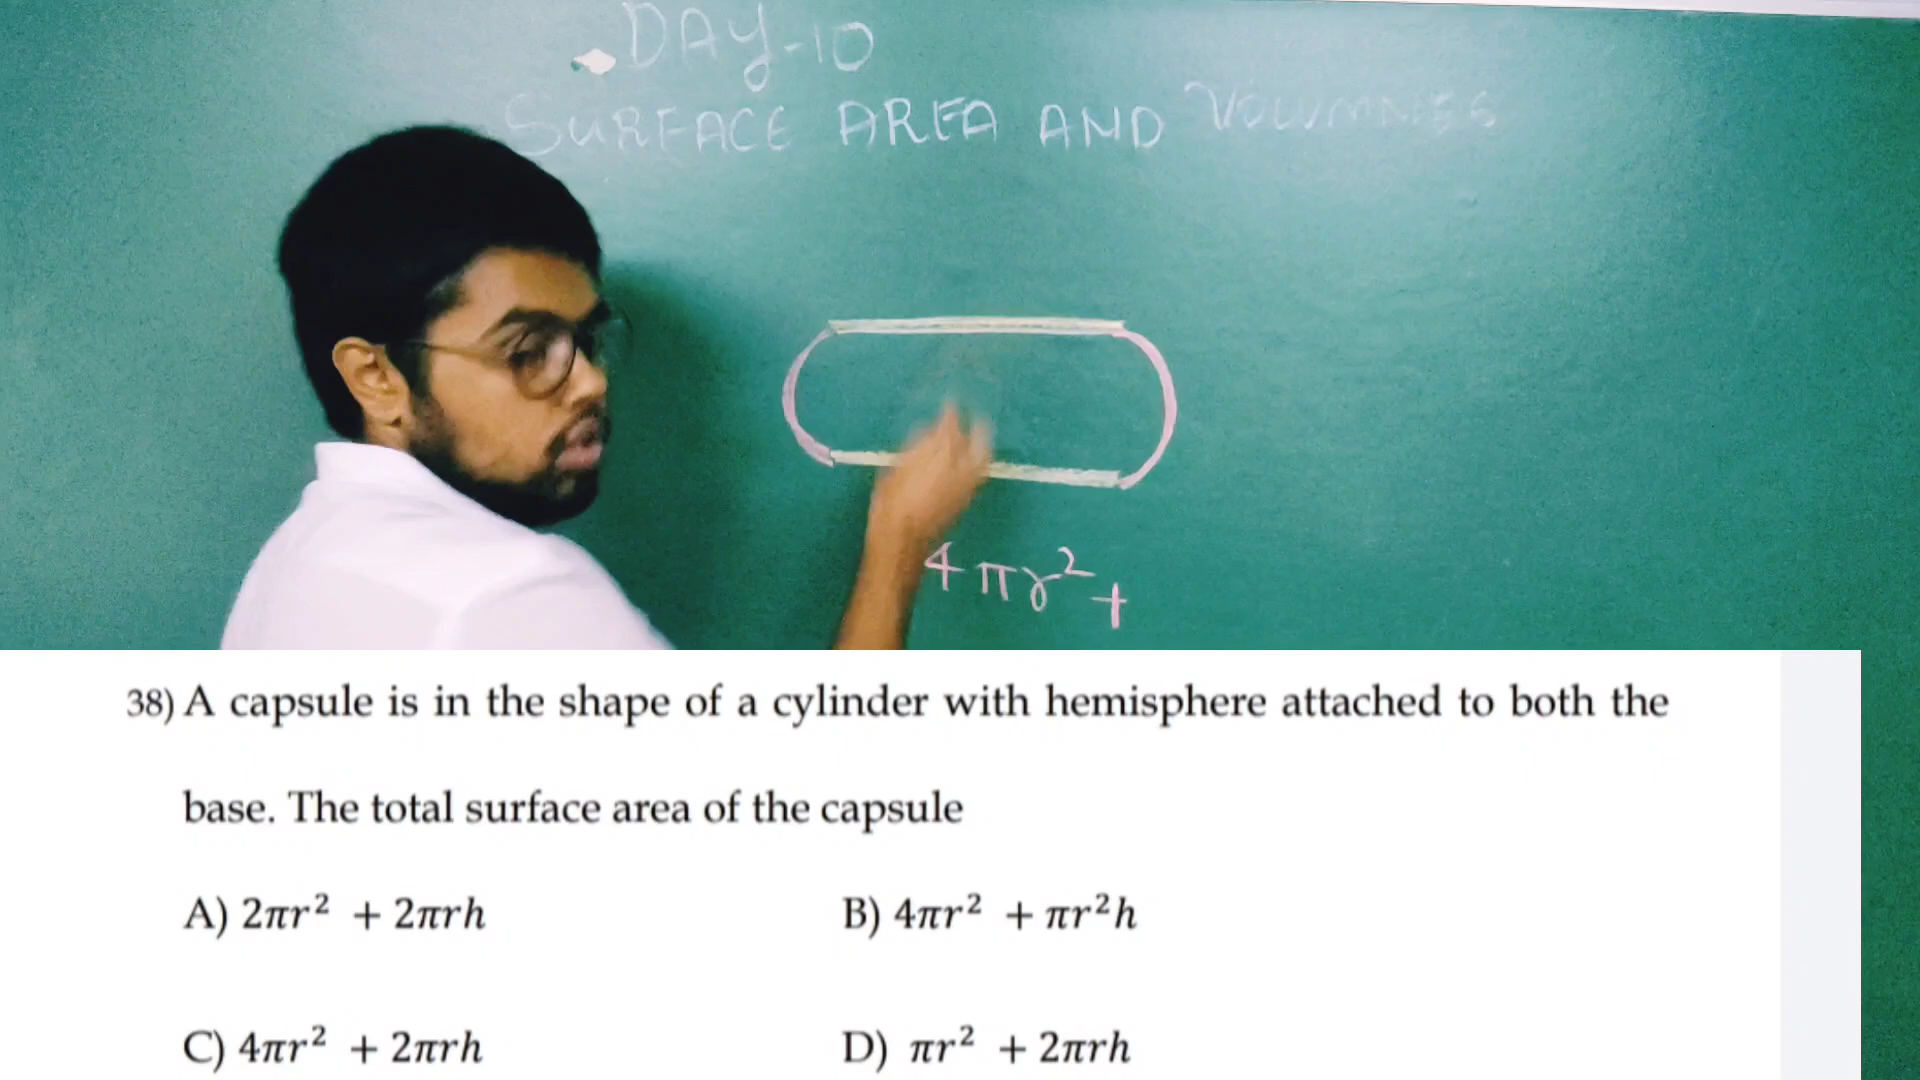 DAY-10
SURFACE AREA AND VOLUMNES
4πr² +
38) A capsule is in the shape of a cylinder with hemisphere attached to both the
base. The total surface area of the capsule
A) 2πr² + 2πrh B) 4πr² + πr²h
C) 4πr² + 2πrh D) πr² + 2πrh